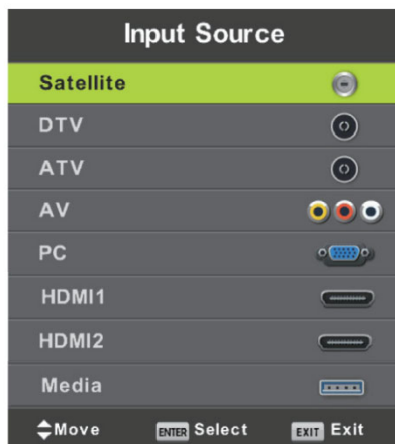 Input Source
Satellite
DTV
ATV
AV
PC
HDMI1
HDMI2
Media
Move ENTER Select EXIT Exit